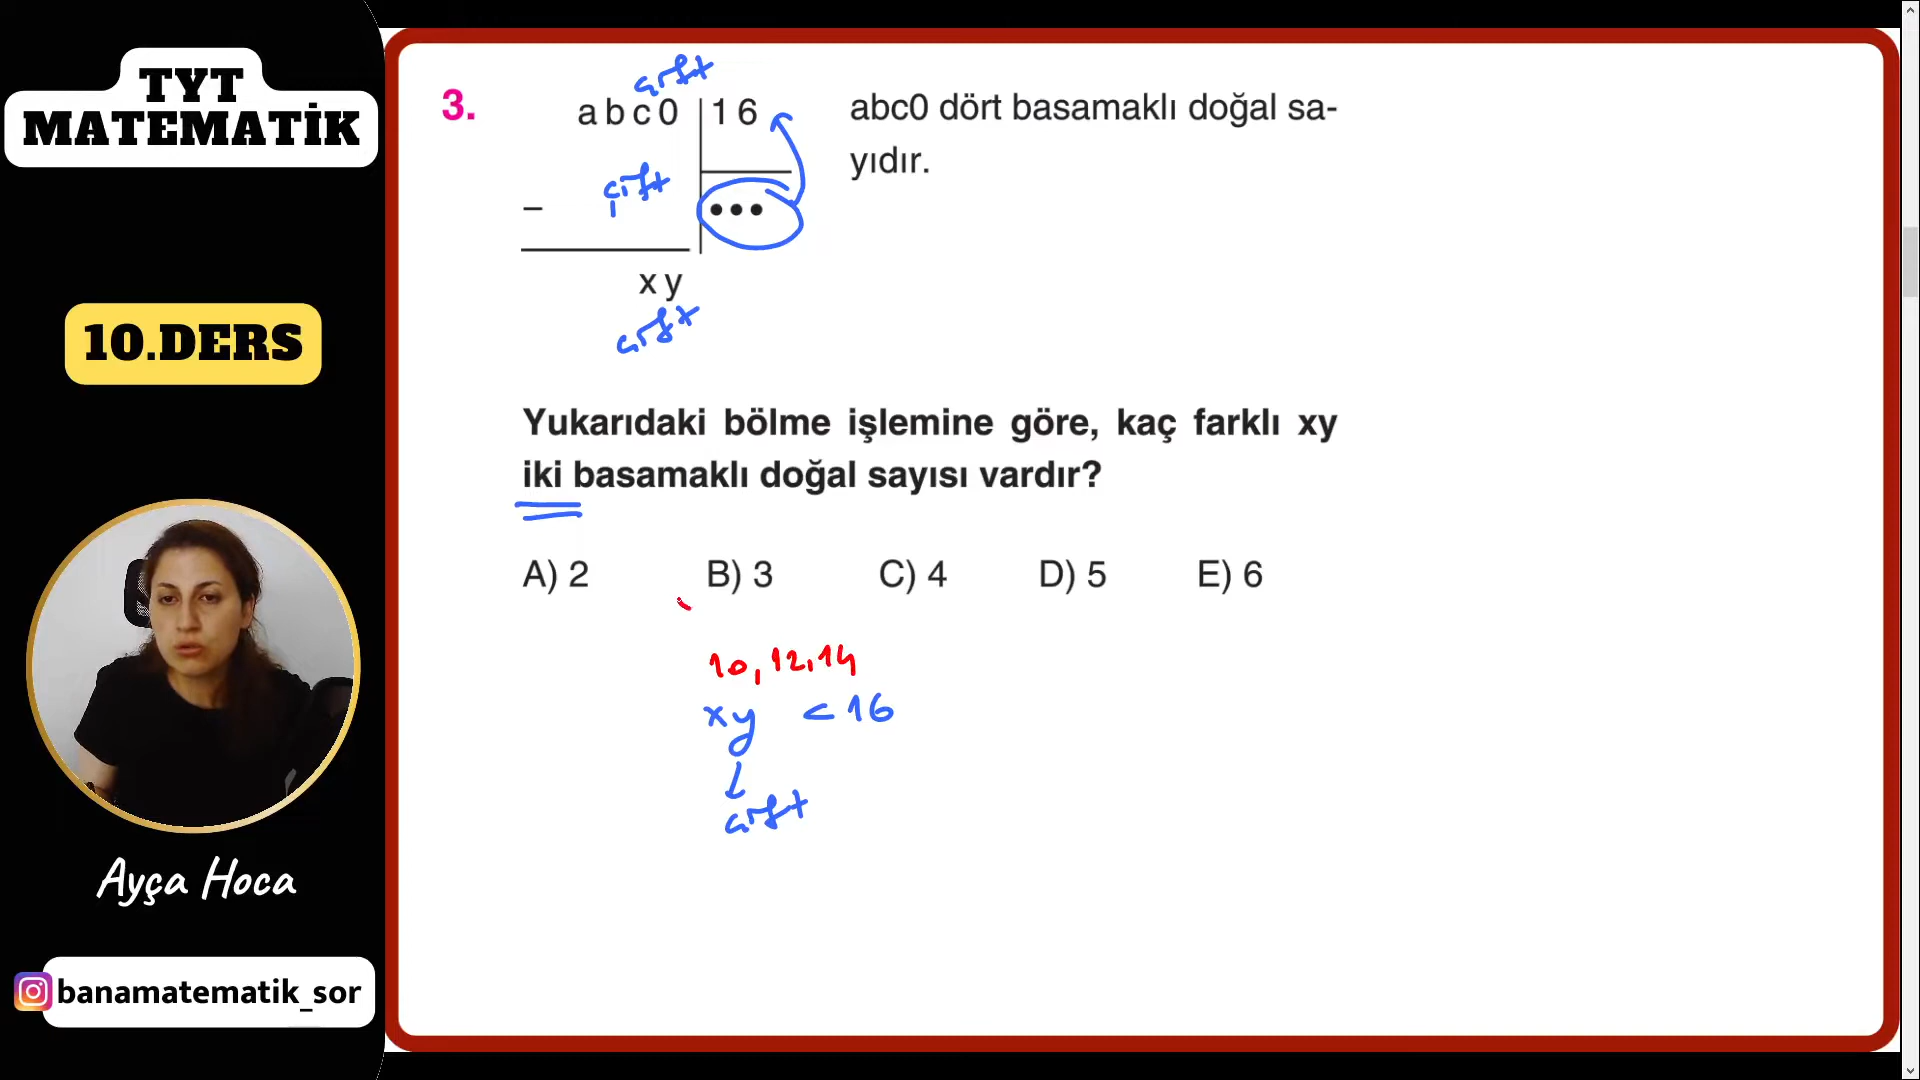 TYT
MATEMATİK
10.DERS
Ayça Hoca
banamatematik_sor
3.
çift
abc0 16
çift
–
•••
xy
çift
abc0 dört basamaklı doğal sa-
yıdır.
Yukarıdaki bölme işlemine göre, kaç farklı xy
iki basamaklı doğal sayısı vardır?
A) 2 B) 3 C) 4 D) 5 E) 6
10, 12, 14
xy < 16
çift